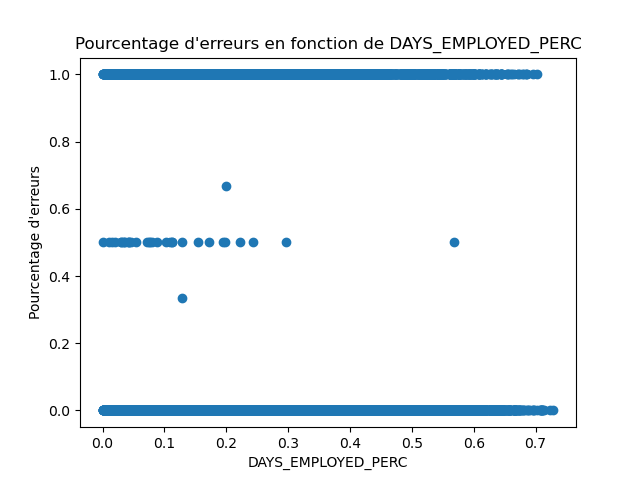 Pourcentage d'erreurs en fonction de DAYS_EMPLOYED_PERC
1.0
0.8
0.6
0.4
0.2
0.0
Pourcentage d'erreurs
0.0 0.1 0.2 0.3 0.4 0.5 0.6 0.7
DAYS_EMPLOYED_PERC